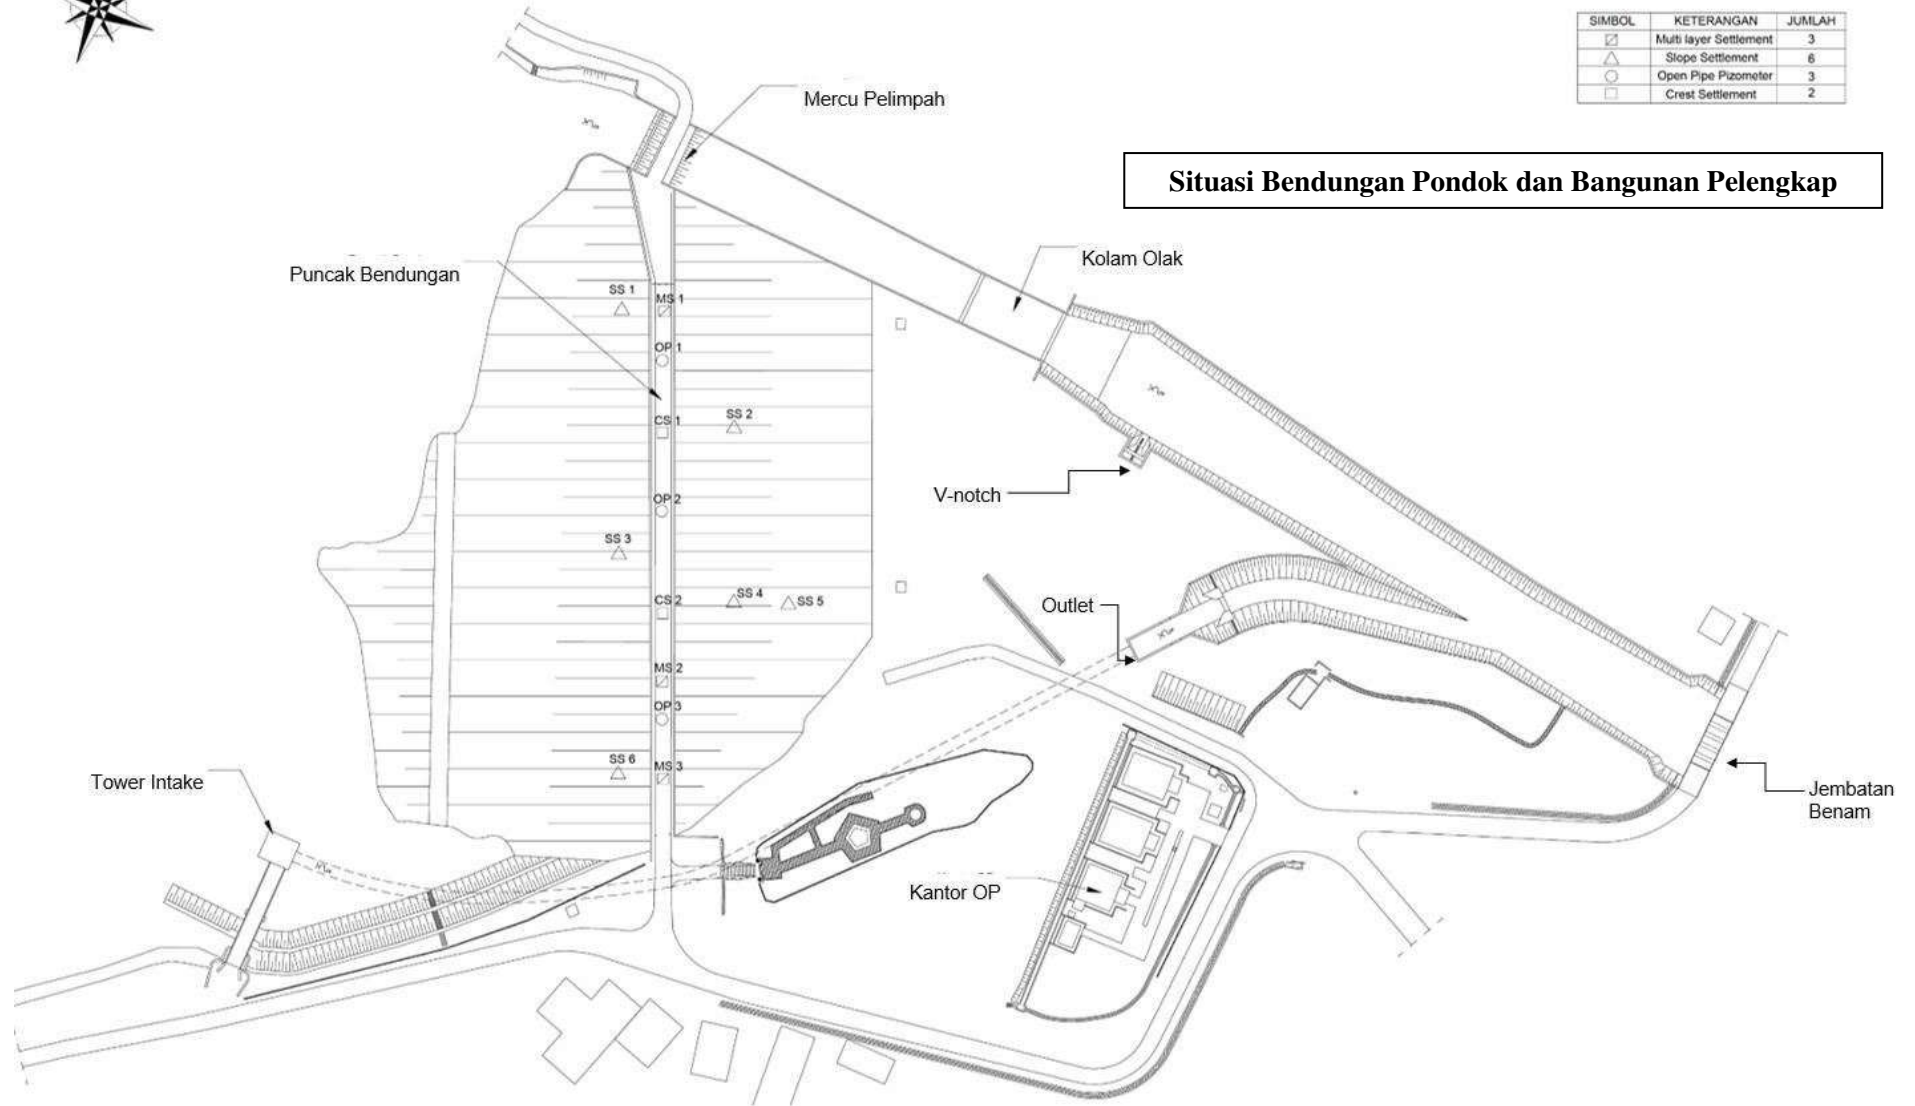 SIMBOL KETERANGAN JUMLAH
Multi layer Settlement 3
Slope Settlement 6
Open Pipe Pizometer 3
Crest Settlement 2
Mercu Pelimpah
Situasi Bendungan Pondok dan Bangunan Pelengkap
Kolam Olak
Puncak Bendungan
SS 1
MS 1
OP 1
CS 1
SS 2
V-notch
OP 2
SS 3
CS 2
SS 4
SS 5
Outlet
MS 2
OP 3
SS 6
MS 3
Tower Intake
Jembatan
Benam
Kantor OP